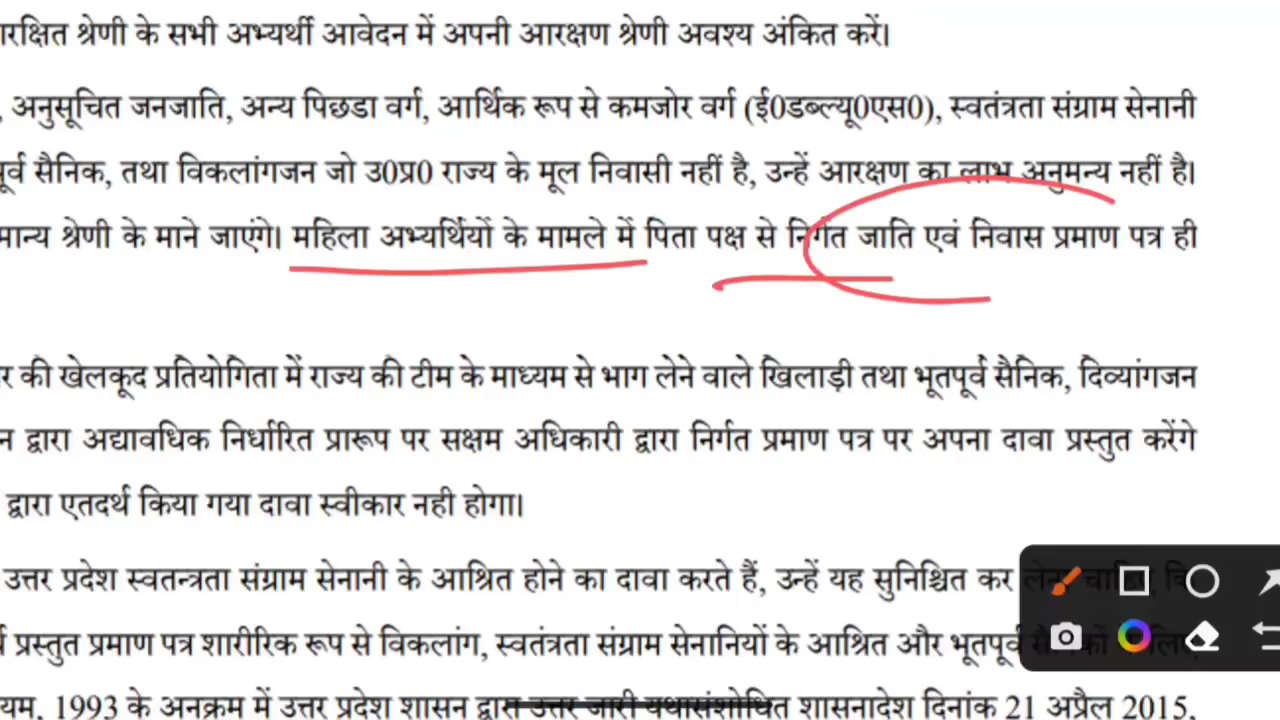 रक्षित श्रेणी के सभी अभ्यर्थी आवेदन में अपनी आरक्षण श्रेणी अवश्य अंकित करें।
, अनुसूचित जनजाति, अन्य पिछडा वर्ग, आर्थिक रूप से कमजोर वर्ग (ई0डब्ल्यू0एस0), स्वतंत्रता संग्राम सेनानी
सैनिक, तथा विकलांगजन जो उ0प्र0 राज्य के मूल निवासी नहीं है, उन्हें आरक्षण का लाभ अनुमन्य नहीं है।
मान्य श्रेणी के माने जाएंगे। महिला अभ्यर्थियों के मामले में पिता पक्ष से निर्गत जाति एवं निवास प्रमाण पत्र ही
र की खेलकूद प्रतियोगिता में राज्य की टीम के माध्यम से भाग लेने वाले खिलाड़ी तथा भूतपूर्व सैनिक, दिव्यांगजन
न द्वारा अद्यावधिक निर्धारित प्रारूप पर सक्षम अधिकारी द्वारा निर्गत प्रमाण पत्र पर अपना दावा प्रस्तुत करेंगे
द्वारा एतदर्थ किया गया दावा स्वीकार नही होगा।
उत्तर प्रदेश स्वतन्त्रता संग्राम सेनानी के आश्रित होने का दावा करते हैं, उन्हें यह सुनिश्चित कर
प्रस्तुत प्रमाण पत्र शारीरिक रूप से विकलांग, स्वतंत्रता संग्राम सेनानियों के आश्रित और भूतपूर्व
यम, 1993 के अनक्रम में उत्तर प्रदेश शासन द्वारा उत्तर जारी यथासंशोधित शासनादेश दिनांक 21 अप्रैल 2015,